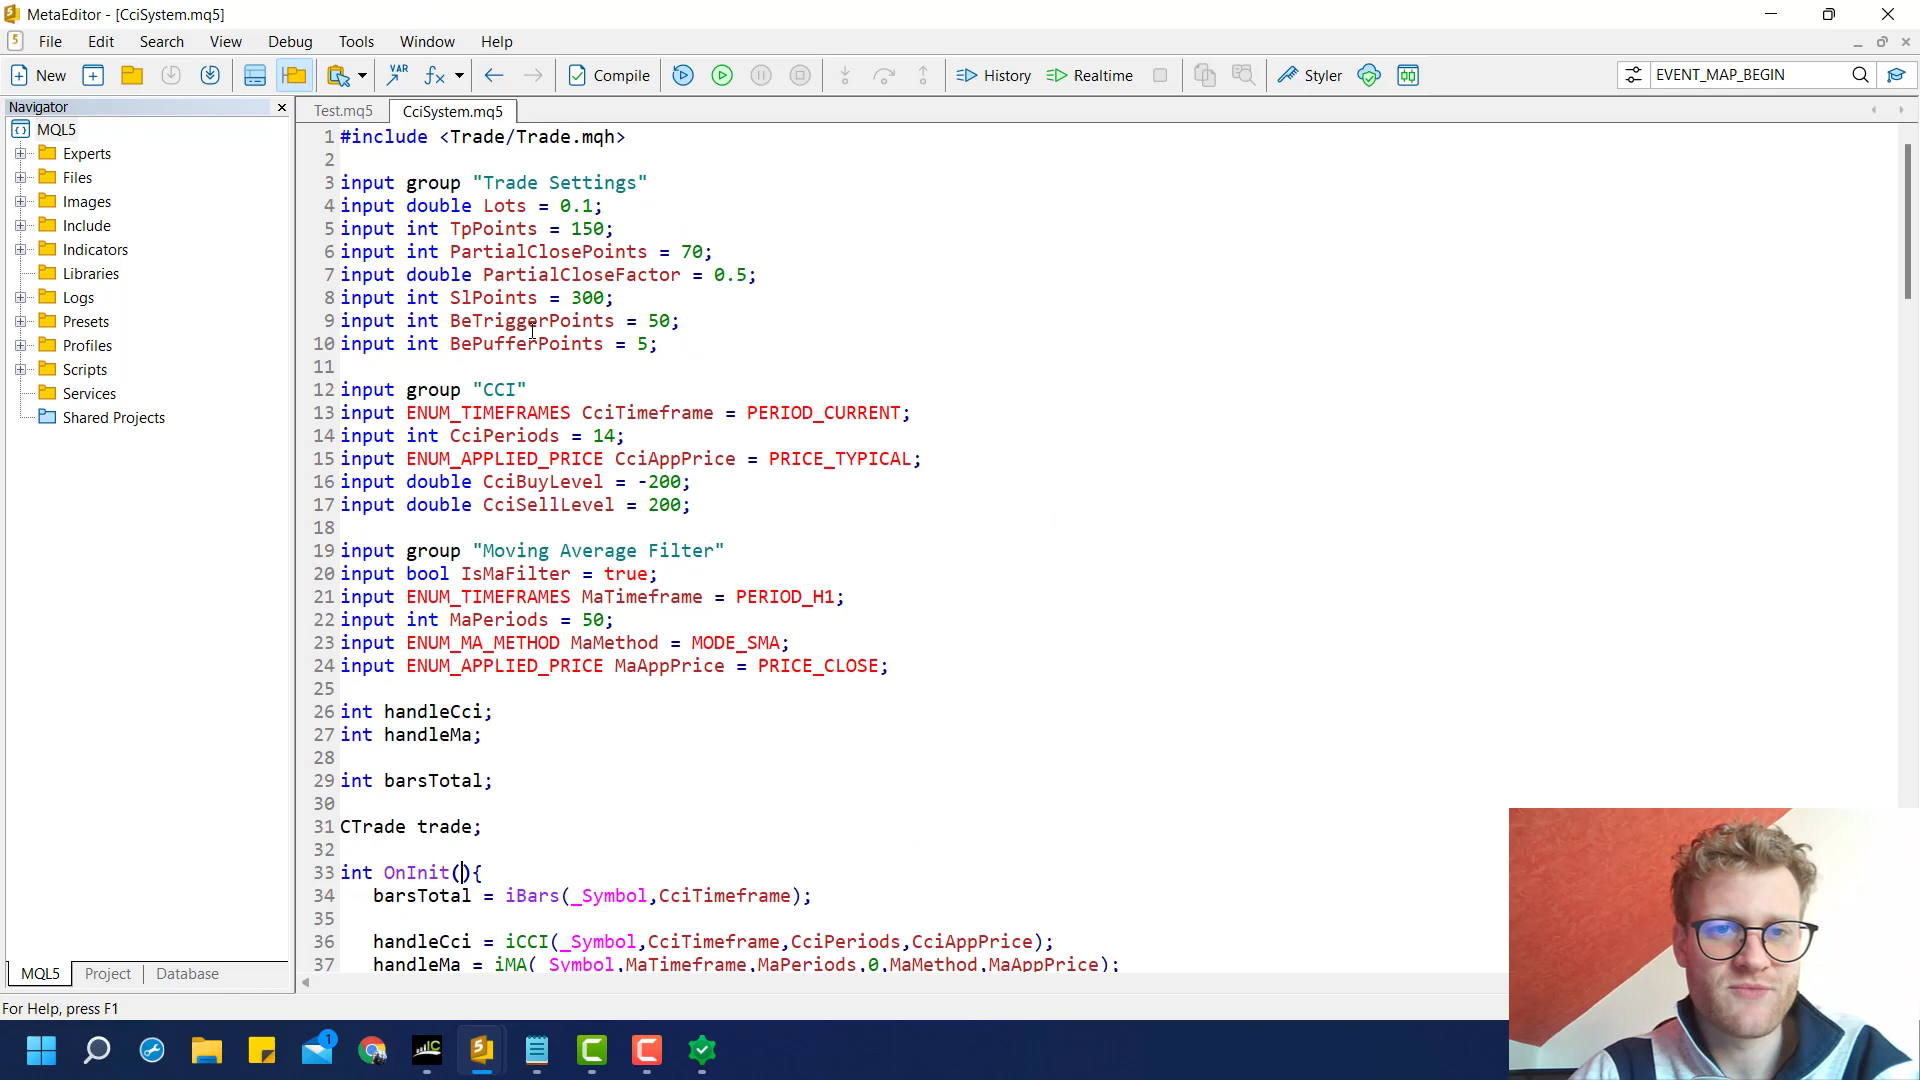 MetaEditor - [CciSystem.mq5]
File Edit Search View Debug Tools Window Help
New VAR Compile History Realtime Styler EVENT_MAP_BEGIN
Navigator
MQL5
Experts
Files
Images
Include
Indicators
Libraries
Logs
Presets
Profiles
Scripts
Services
Shared Projects
MQL5 Project Database
Test.mq5 CciSystem.mq5
1 #include <Trade/Trade.mqh>
2
3 input group "Trade Settings"
4 input double Lots = 0.1;
5 input int TpPoints = 150;
6 input int PartialClosePoints = 70;
7 input double PartialCloseFactor = 0.5;
8 input int SlPoints = 300;
9 input int BeTriggerPoints = 50;
10 input int BePufferPoints = 5;
11
12 input group "CCI"
13 input ENUM_TIMEFRAMES CciTimeframe = PERIOD_CURRENT;
14 input int CciPeriods = 14;
15 input ENUM_APPLIED_PRICE CciAppPrice = PRICE_TYPICAL;
16 input double CciBuyLevel = -200;
17 input double CciSellLevel = 200;
18
19 input group "Moving Average Filter"
20 input bool IsMaFilter = true;
21 input ENUM_TIMEFRAMES MaTimeframe = PERIOD_H1;
22 input int MaPeriods = 50;
23 input ENUM_MA_METHOD MaMethod = MODE_SMA;
24 input ENUM_APPLIED_PRICE MaAppPrice = PRICE_CLOSE;
25
26 int handleCci;
27 int handleMa;
28
29 int barsTotal;
30
31 CTrade trade;
32
33 int OnInit(){
34 barsTotal = iBars(_Symbol,CciTimeframe);
35
36 handleCci = iCCI(_Symbol,CciTimeframe,CciPeriods,CciAppPrice);
37 handleMa = iMA(_Symbol,MaTimeframe,MaPeriods,0,MaMethod,MaAppPrice);
For Help, press F1
1
IC